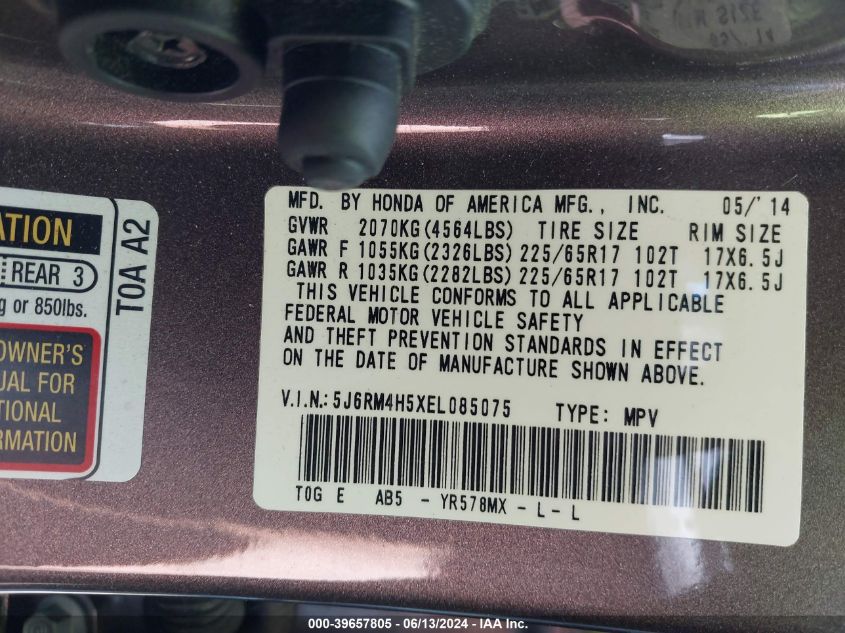 MFD. BY HONDA OF AMERICA MFG., INC. 05/'14
GVWR 2070KG(4564LBS) TIRE SIZE RIM SIZE
GAWR F 1055KG(2326LBS) 225/65R17 102T 17X6.5J
GAWR R 1035KG(2282LBS) 225/65R17 102T 17X6.5J
THIS VEHICLE CONFORMS TO ALL APPLICABLE
FEDERAL MOTOR VEHICLE SAFETY
AND THEFT PREVENTION STANDARDS IN EFFECT
ON THE DATE OF MANUFACTURE SHOWN ABOVE.
V.I.N.: 5J6RM4H5XEL085075 TYPE: MPV
T0G E AB5 - YR578MX - L - L
ATION
REAR 3
g or 850lbs.
OWNER'S
UAL FOR
TIONAL
RMATION
T0A A2
000-39657805 - 06/13/2024 - IAA Inc.